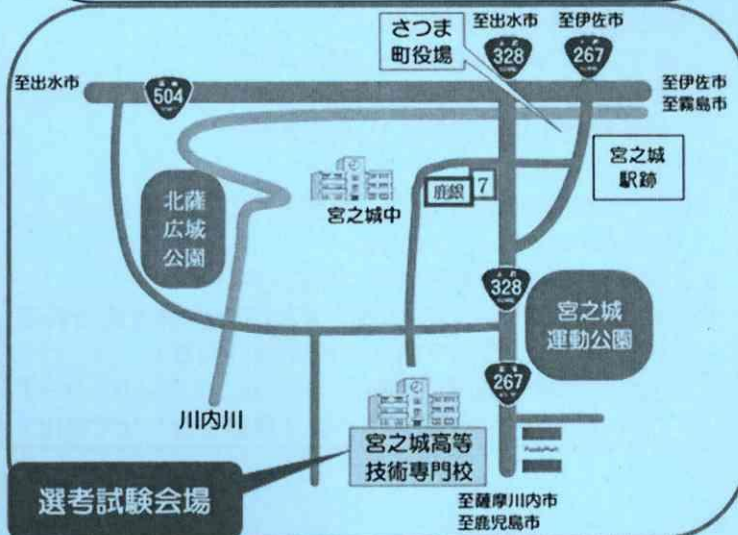 さつま
町役場
至出水市
至伊佐市
328
267
至出水市
504
至伊佐市
至霧島市
宮之城
駅跡
鹿銀
7
宮之城中
北薩
広域
公園
328
宮之城
運動公園
267
川内川
FamilyMart
宮之城高等
技術専門校
選考試験会場
至薩摩川内市
至鹿児島市